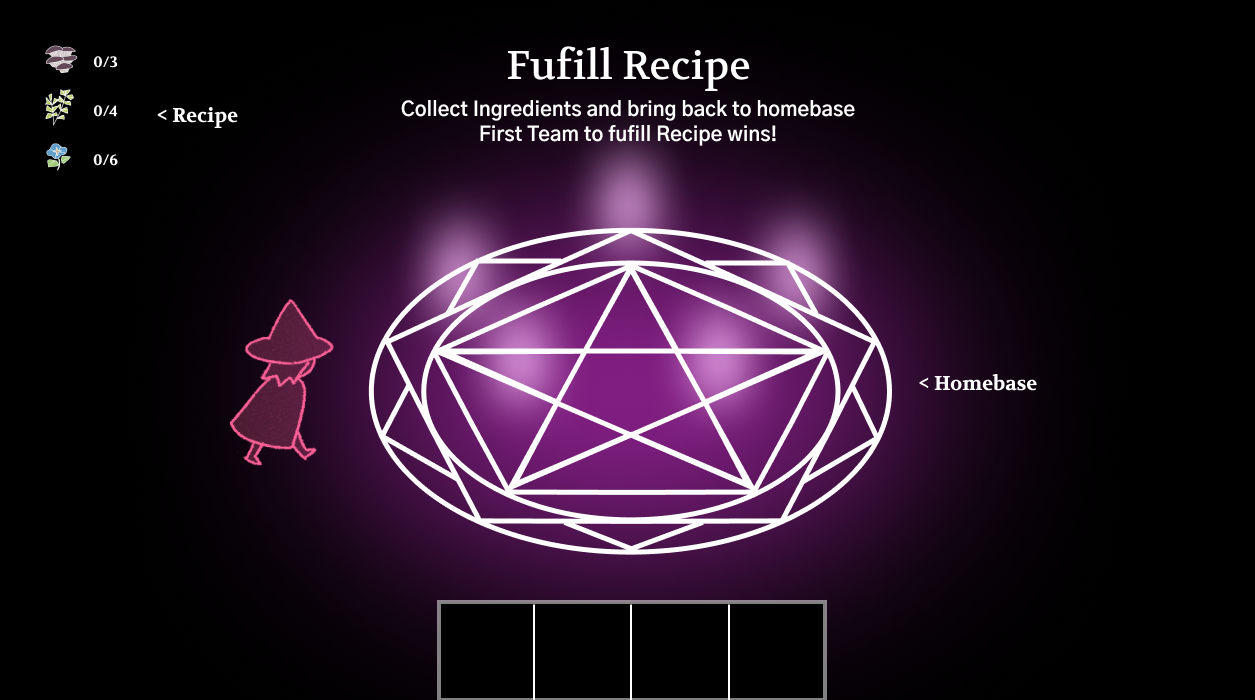 Fufill Recipe
Collect Ingredients and bring back to homebase
First Team to fufill Recipe wins!
0/3
0/4
< Recipe
0/6
< Homebase